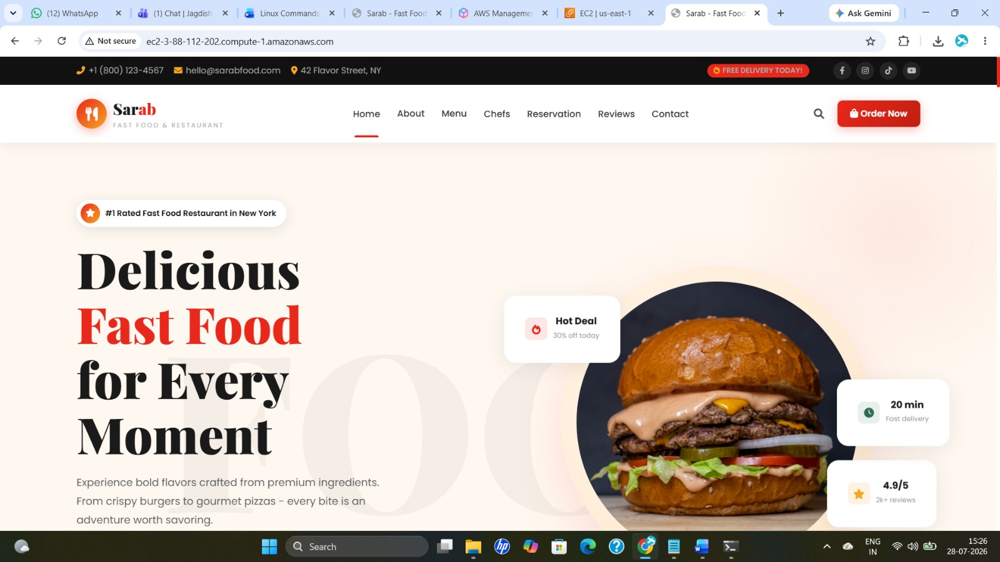 (12) WhatsApp
(1) Chat | Jagdish
Linux Commands
Sarab - Fast Food
AWS Managemen
EC2 | us-east-1
Sarab - Fast Food
Ask Gemini
Not secure
ec2-3-88-112-202.compute-1.amazonaws.com
+1 (800) 123-4567
hello@sarabfood.com
42 Flavor Street, NY
FREE DELIVERY TODAY!
Sarab
FAST FOOD & RESTAURANT
Home
About
Menu
Chefs
Reservation
Reviews
Contact
Order Now
#1 Rated Fast Food Restaurant in New York
Delicious
Fast Food
for Every
Moment
FOO
Experience bold flavors crafted from premium ingredients.
From crispy burgers to gourmet pizzas - every bite is an
adventure worth savoring.
Hot Deal
30% off today
20 min
Fast delivery
4.9/5
2k+ reviews
Search
hp
ENG
IN
15:26
28-07-2026